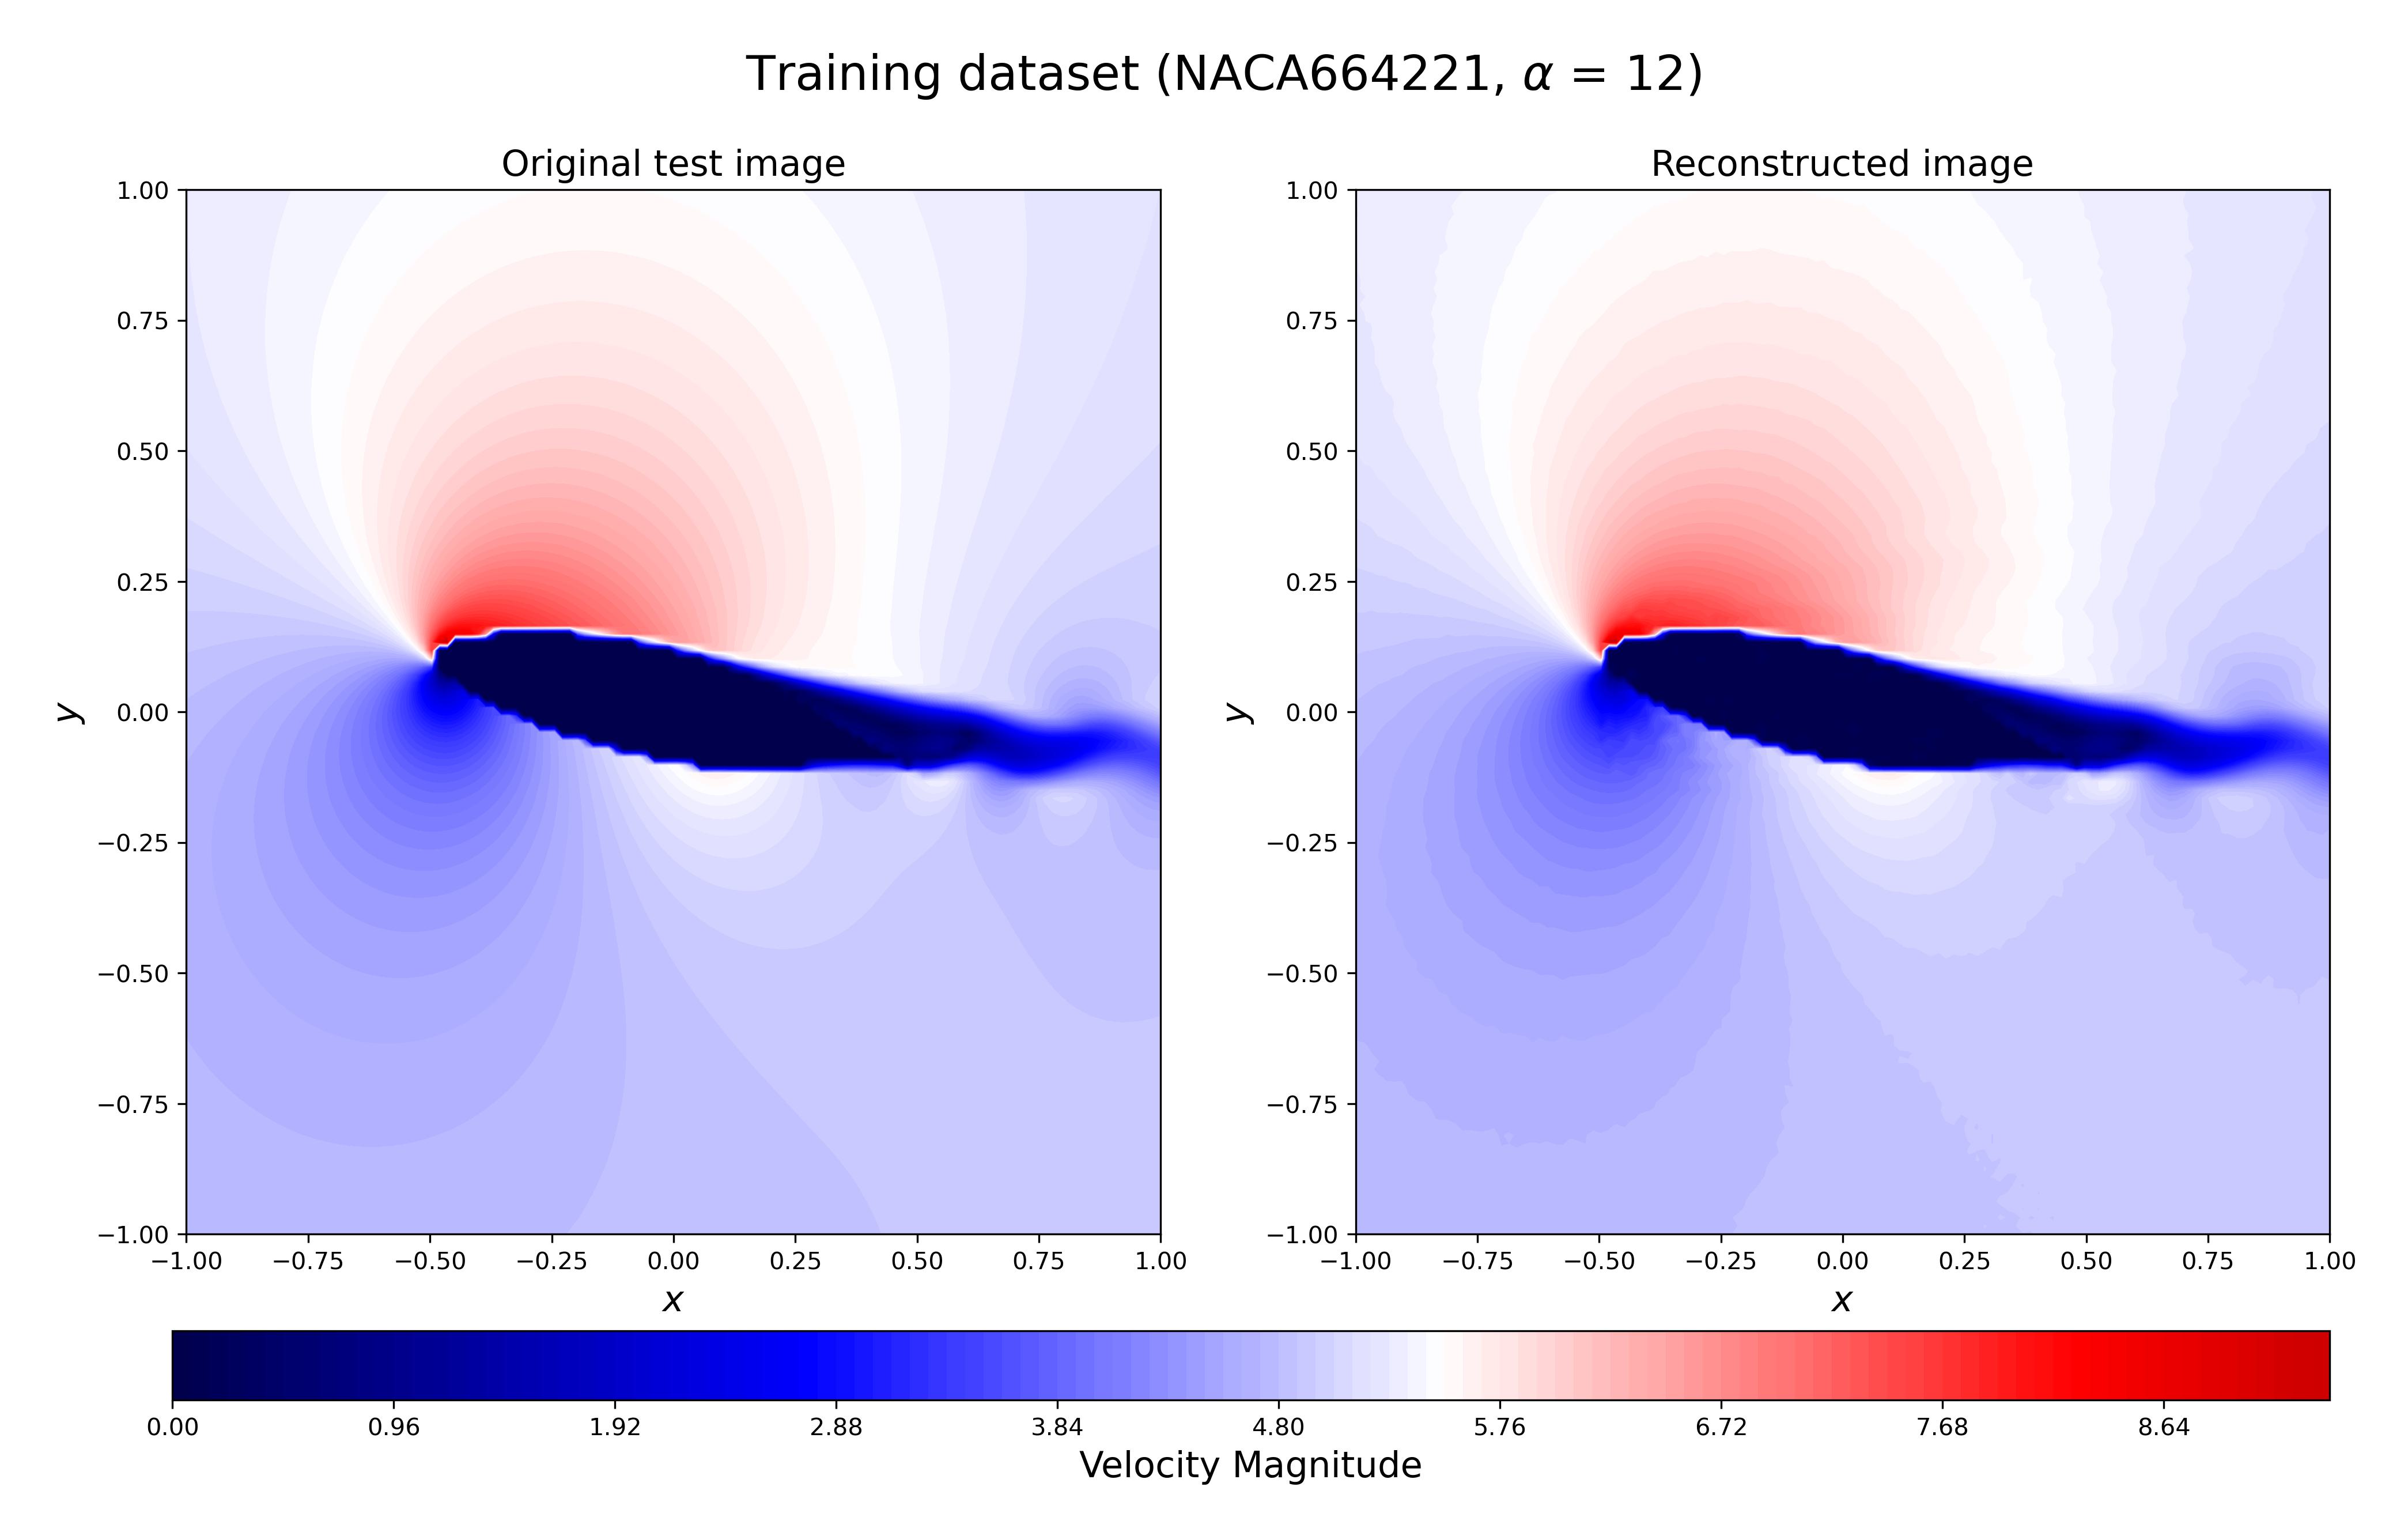 Training dataset (NACA664221, α = 12)
Original test image
1.00
0.75
0.50
0.25
0.00
−0.25
−0.50
−0.75
−1.00
y
−1.00 −0.75 −0.50 −0.25 0.00 0.25 0.50 0.75 1.00
x
Reconstructed image
1.00
0.75
0.50
0.25
0.00
−0.25
−0.50
−0.75
−1.00
y
−1.00 −0.75 −0.50 −0.25 0.00 0.25 0.50 0.75 1.00
x
0.00 0.96 1.92 2.88 3.84 4.80 5.76 6.72 7.68 8.64
Velocity Magnitude